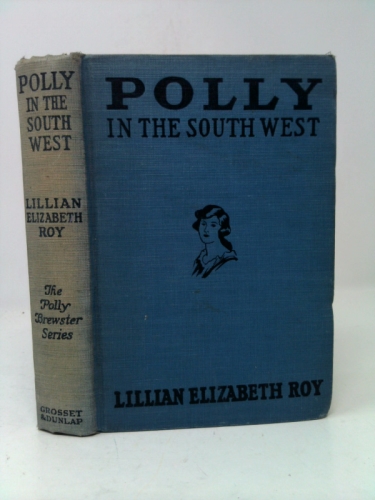 POLLY
IN THE
SOUTH
WEST
LILLIAN
ELIZABETH
ROY
The
Polly
Brewster
Series
GROSSET
& DUNLAP
POLLY
IN THE SOUTH WEST
LILLIAN ELIZABETH ROY